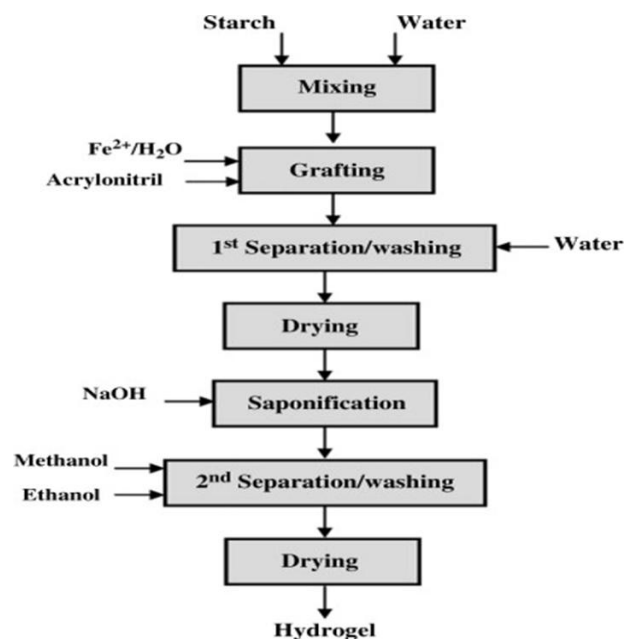 Starch Water
Mixing
Fe²⁺/H₂O
Acrylonitril
Grafting
1st Separation/washing
Water
Drying
NaOH
Saponification
Methanol
Ethanol
2nd Separation/washing
Drying
Hydrogel